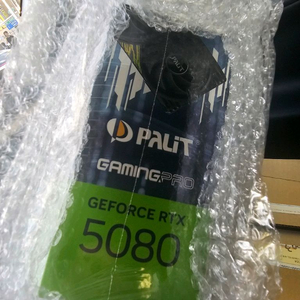 PALIT
GAMINGPRO
GEFORCE RTX
5080